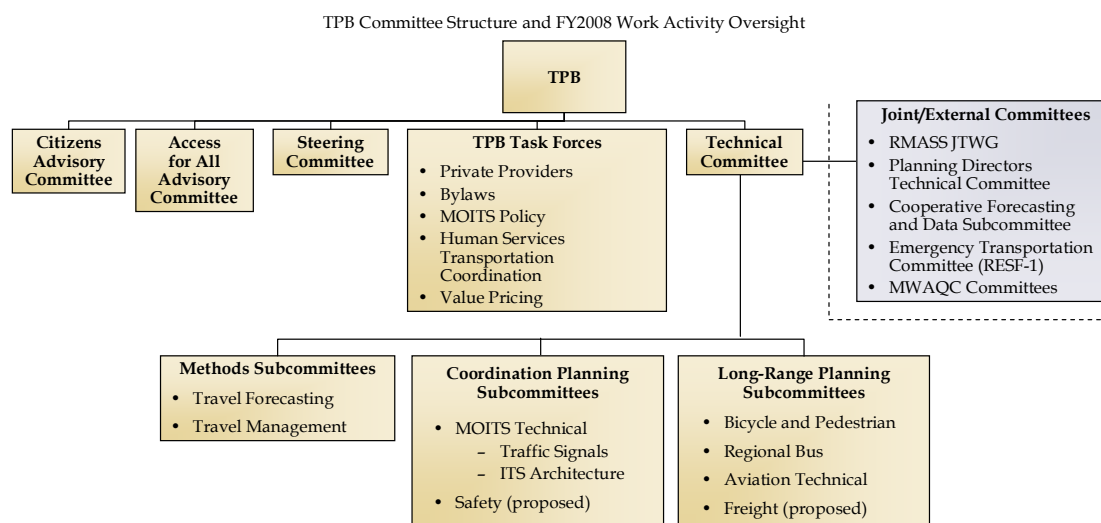 TPB Committee Structure and FY2008 Work Activity Oversight
TPB
Citizens
Advisory
Committee
Access
for All
Advisory
Committee
Steering
Committee
TPB Task Forces
• Private Providers
• Bylaws
• MOITS Policy
• Human Services
Transportation
Coordination
• Value Pricing
Technical
Committee
Joint/External Committees
• RMASS JTWG
• Planning Directors
Technical Committee
• Cooperative Forecasting
and Data Subcommittee
• Emergency Transportation
Committee (RESF-1)
• MWAQC Committees
Methods Subcommittees
• Travel Forecasting
• Travel Management
Coordination Planning
Subcommittees
• MOITS Technical
– Traffic Signals
– ITS Architecture
• Safety (proposed)
Long-Range Planning
Subcommittees
• Bicycle and Pedestrian
• Regional Bus
• Aviation Technical
• Freight (proposed)